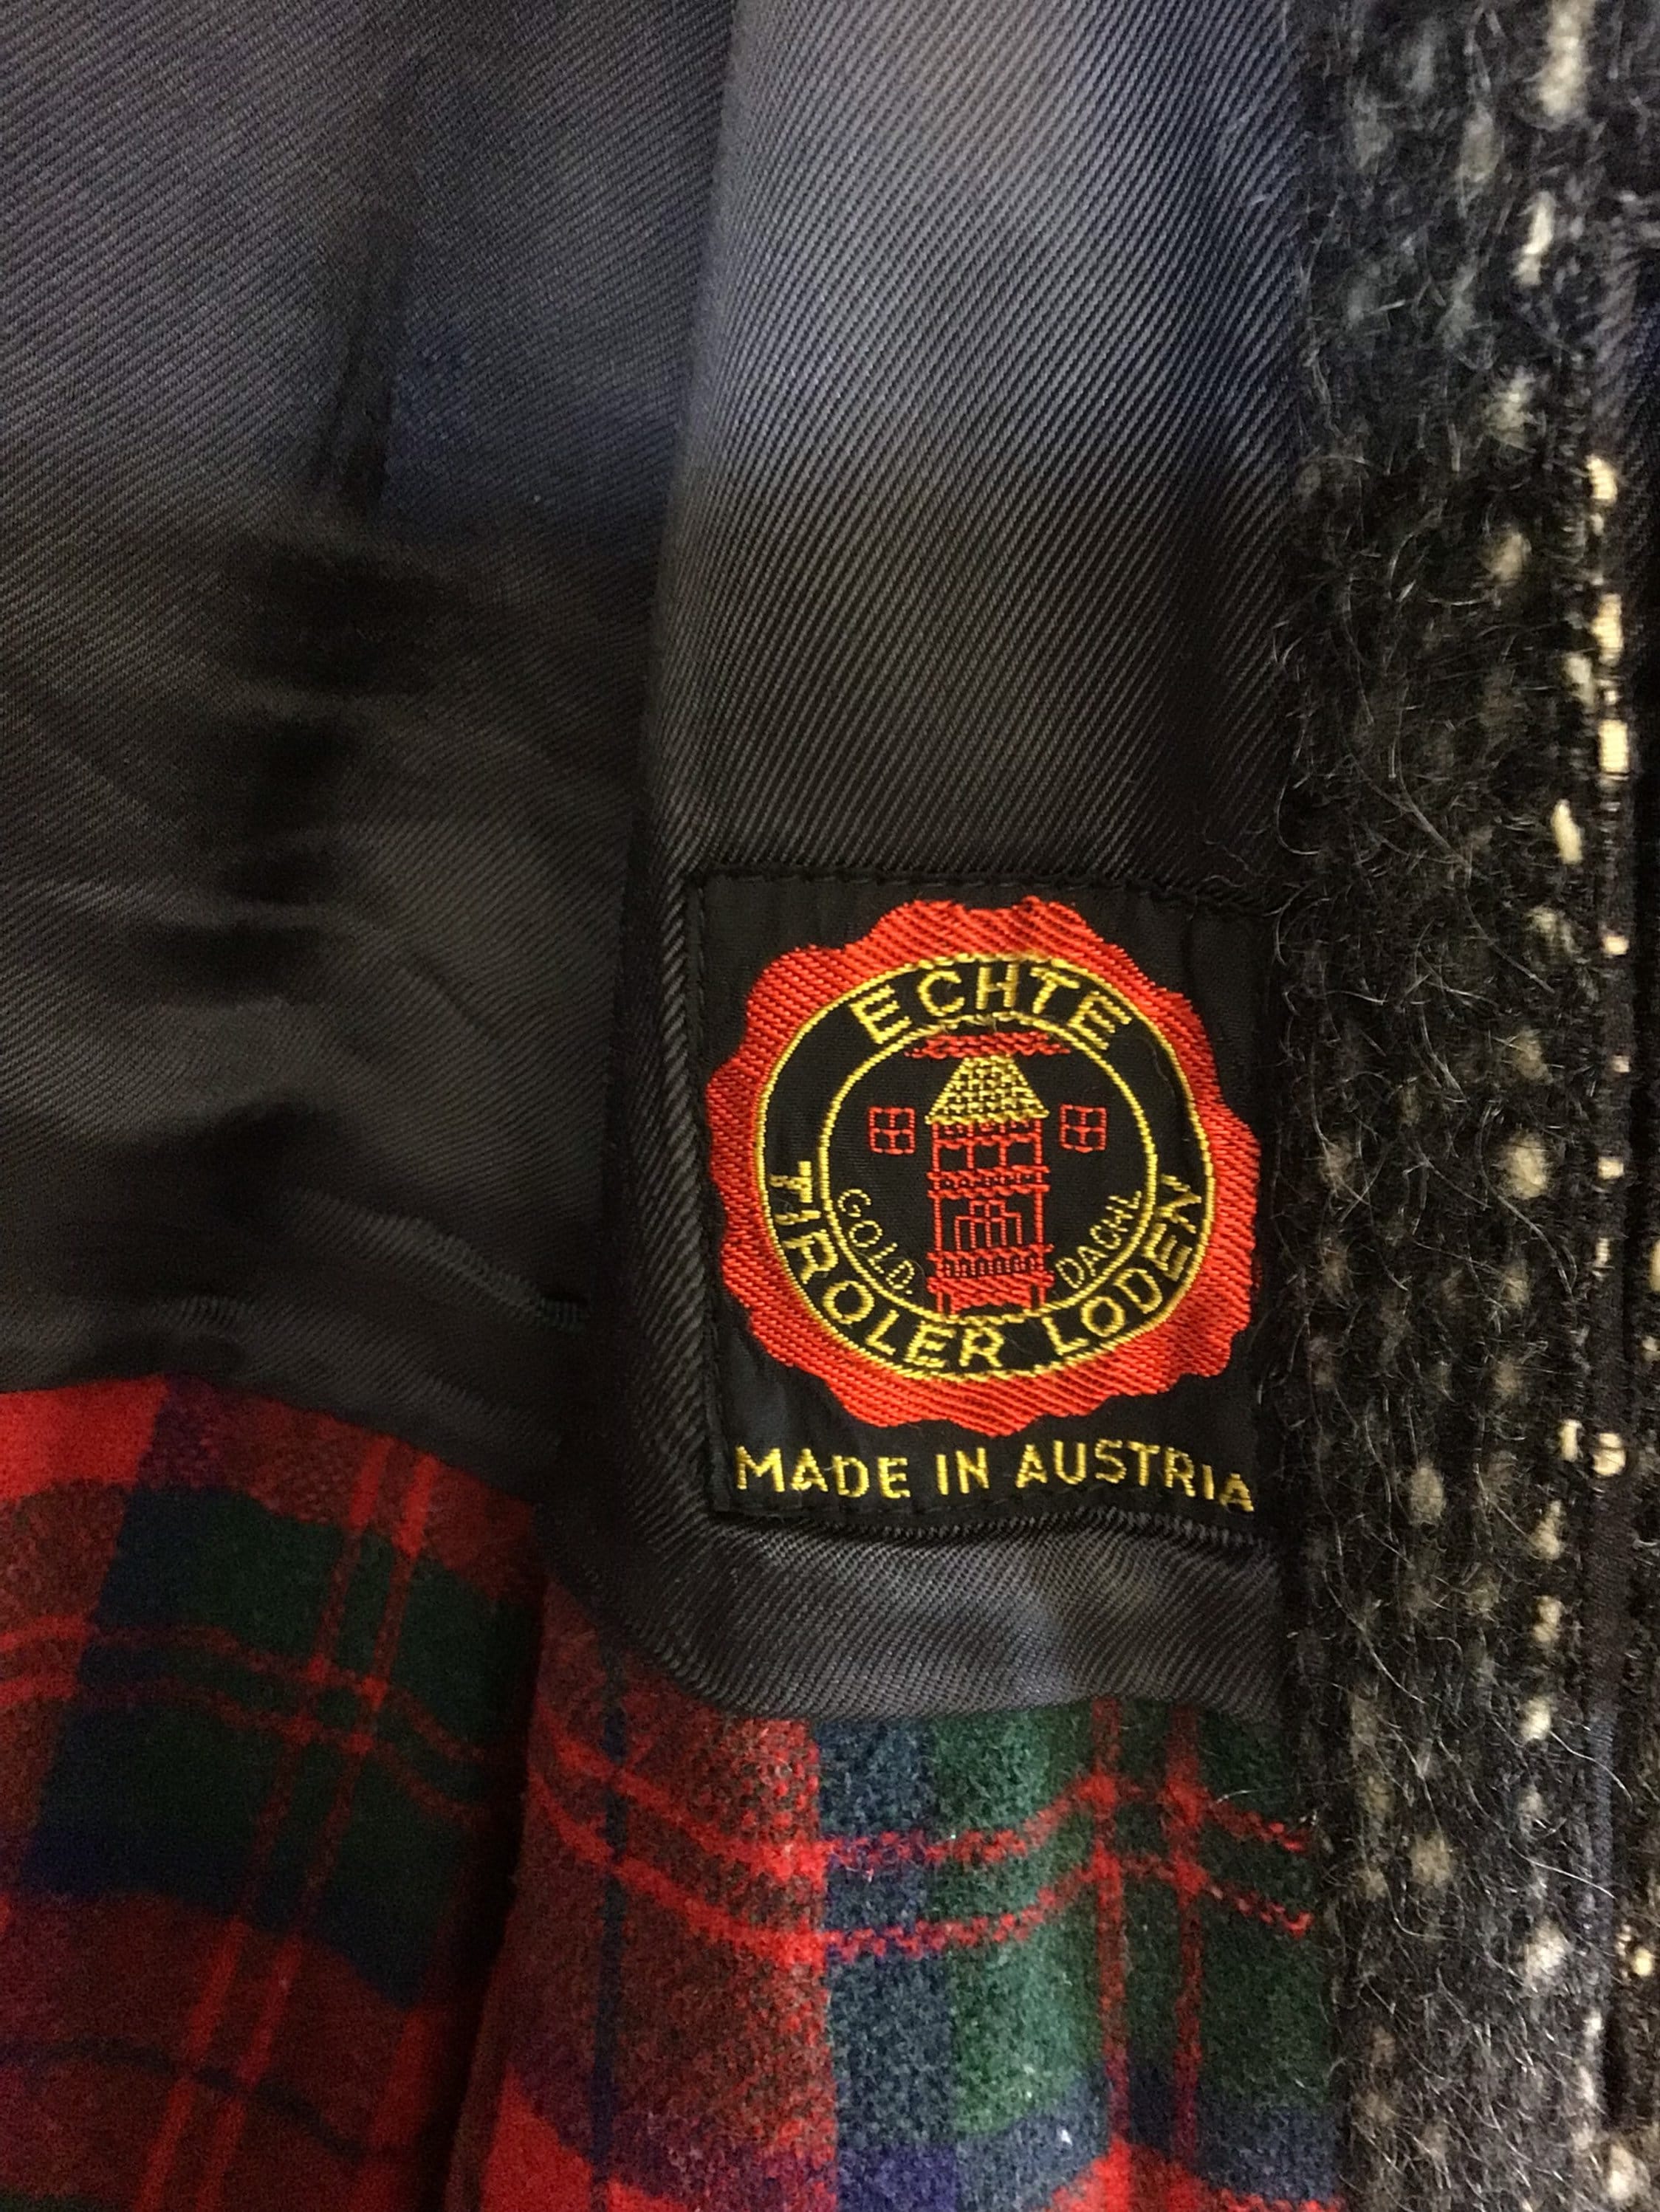 ECHTE
TIROLER LODEN
GOLD. DACHL
MADE IN AUSTRIA